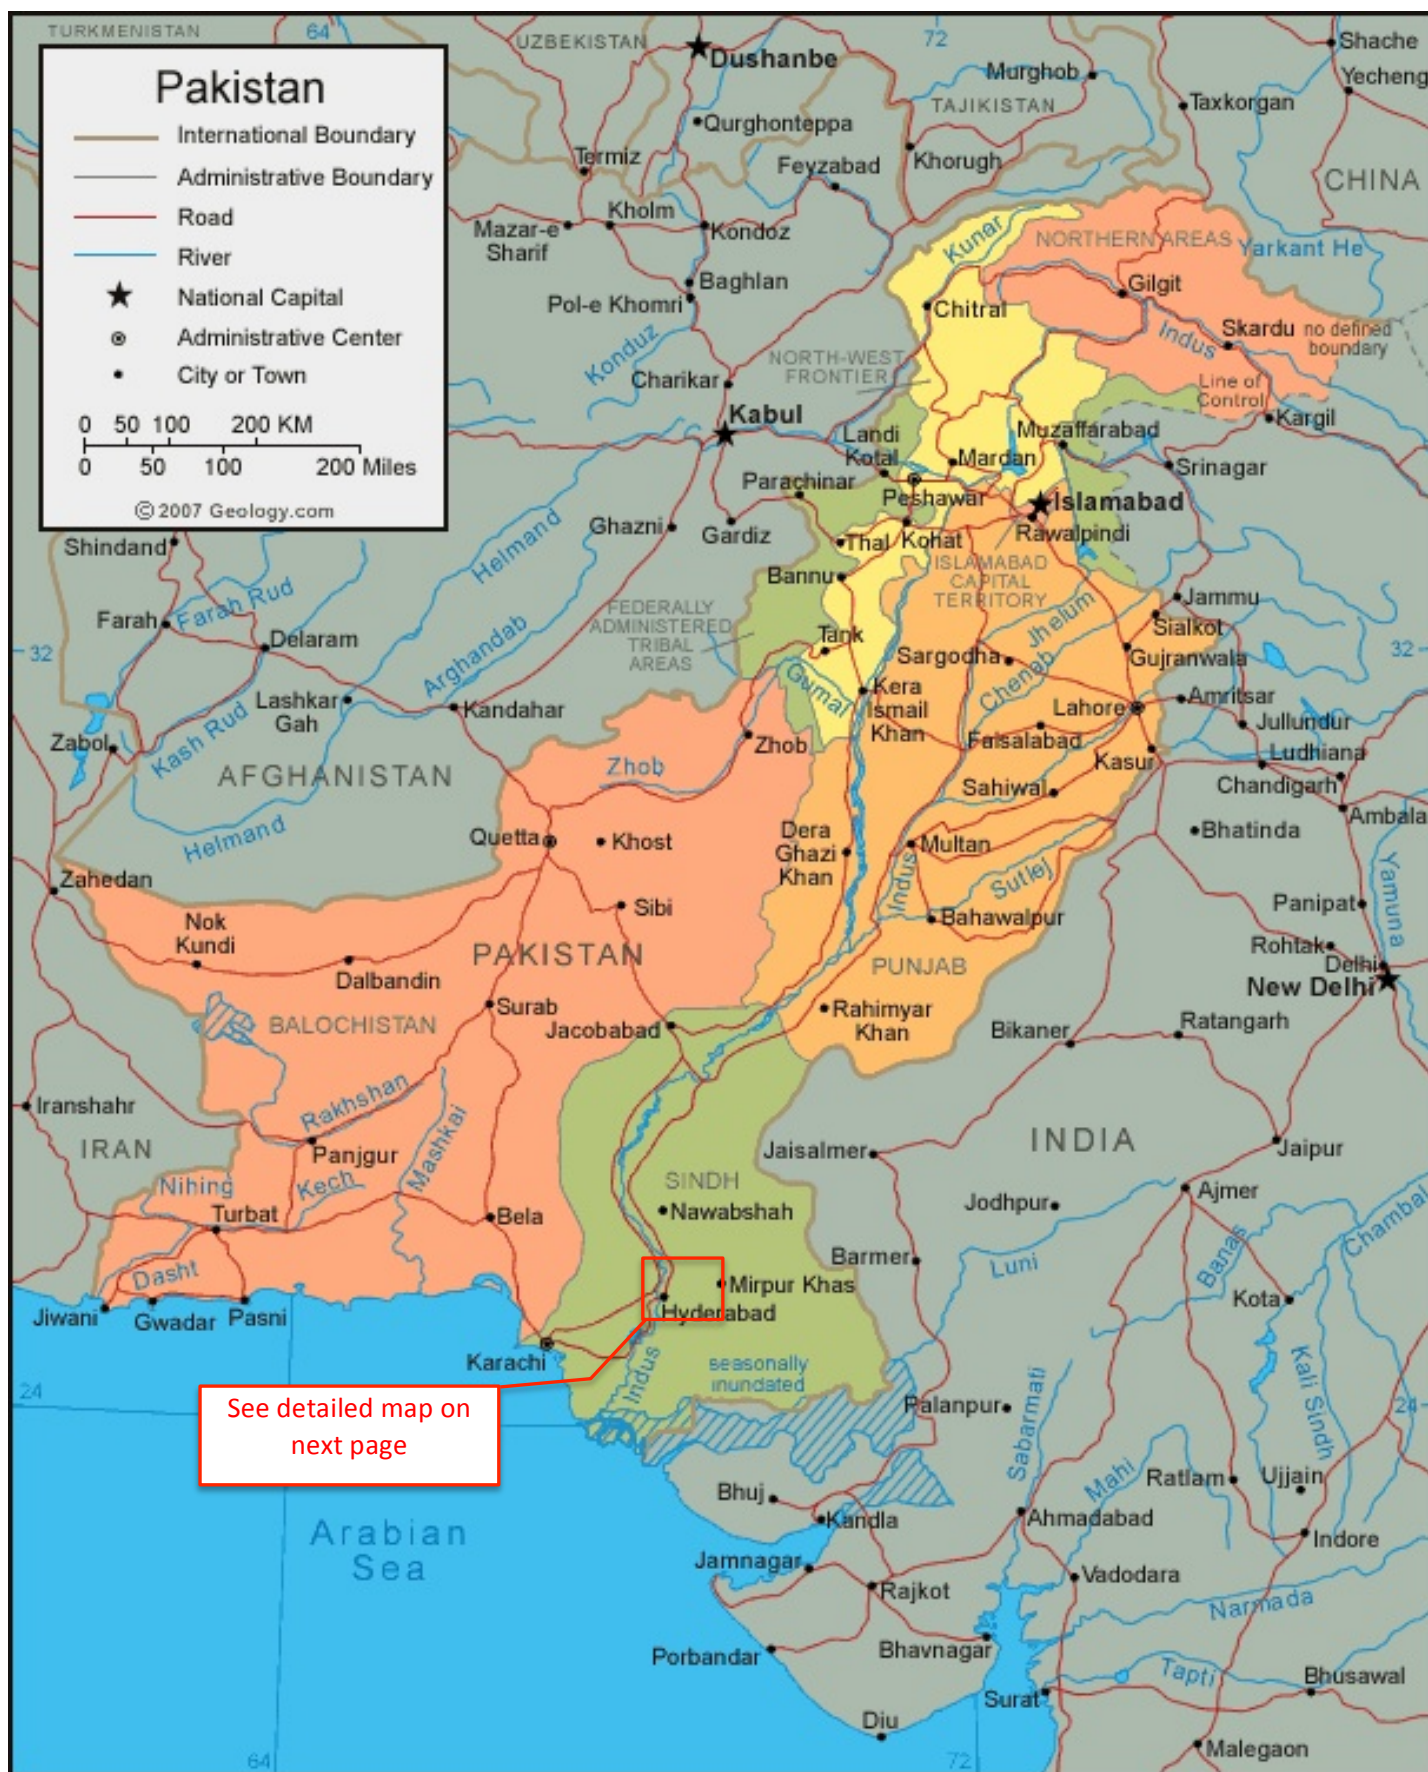 TURKMENISTAN
64
UZBEKISTAN
72
Dushanbe
Shache
Murghob
Yecheng
TAJIKISTAN
Taxkorgan
Pakistan
International Boundary
Administrative Boundary
Road
River
National Capital
Administrative Center
City or Town
0 50 100 200 KM
0 50 100 200 Miles
© 2007 Geology.com
Qurghonteppa
Termiz
Feyzabad
Khorugh
CHINA
Kholm
Mazar-e
Sharif
Kondoz
Kunar
NORTHERN AREAS
Yarkant He
Baghlan
Pol-e Khomri
Gilgit
Chitral
Indus
Skardu
no defined
boundary
Konduz
NORTH-WEST
FRONTIER
Charikar
Line of
Control
Kabul
Kargil
Landi
Kotal
Muzaffarabad
Mardan
Srinagar
Parachinar
Peshawar
Islamabad
Ghazni
Gardiz
Rawalpindi
Shindand
Helmand
Thal
Kohat
ISLAMABAD
CAPITAL
TERRITORY
Bannu
Farah Rud
FEDERALLY
ADMINISTERED
TRIBAL
AREAS
Jammu
Farah
Jhelum
Sialkot
Delaram
Tank
32
32
Arghandab
Sargodha
Gujranwala
Chenab
Gumal
Lashkar
Gah
Kera
Ismail
Khan
Amritsar
Kandahar
Lahore
Jullundur
Kash Rud
Zabol
Zhob
Faisalabad
Ludhiana
Kasur
AFGHANISTAN
Zhob
Chandigarh
Sahiwal
Ambala
Helmand
Quetta
Khost
Dera
Ghazi
Khan
Multan
Bhatinda
Zahedan
Indus
Sutlej
Yamuna
Sibi
Nok
Kundi
Bahawalpur
Panipat
PAKISTAN
Rohtak
Delhi
Dalbandin
PUNJAB
New Delhi
Surab
Rahimyar
Khan
BALOCHISTAN
Jacobabad
Bikaner
Ratangarh
Iranshahr
Rakhshan
IRAN
Mashkai
INDIA
Panjgur
Jaisalmer
Jaipur
Nihing
Kech
SINDH
Ajmer
Turbat
Bela
Nawabshah
Jodhpur
Chambal
Banas
Barmer
Luni
Dasht
Mirpur Khas
Kota
Jiwani
Gwadar
Pasni
Hyderabad
Karachi
Indus
seasonally
inundated
Kali Sindh
24
24
Sabarmati
Palanpur
See detailed map on
next page
Mahi
Ratlam
Ujjain
Bhuj
Kandla
Ahmadabad
Arabian
Sea
Indore
Jamnagar
Vadodara
Rajkot
Narmada
Porbandar
Bhavnagar
Tapti
Bhusawal
Surat
Diu
64
72
Malegaon